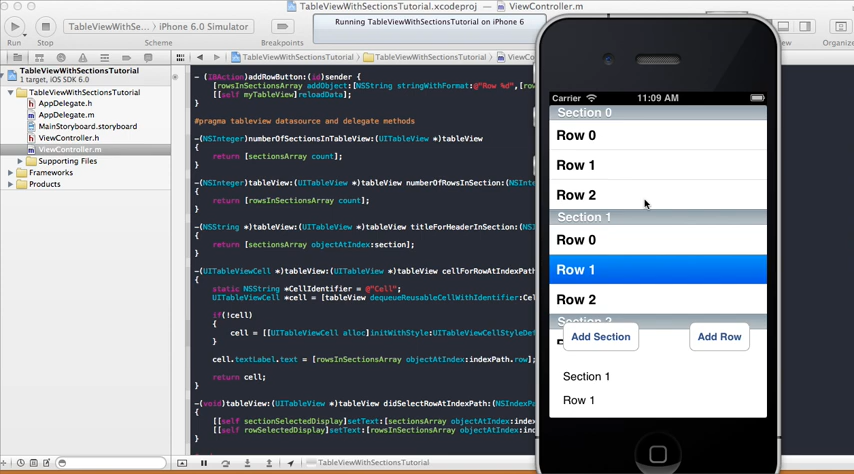 TableViewWithSectionsTutorial.xcodeproj — ViewController.m
TableViewWithSe... iPhone 6.0 Simulator
Running TableViewWithSectionsTutorial on iPhone 6
Run Stop Scheme Breakpoints Organize
TableViewWithSectionsTutorial
1 target, iOS SDK 6.0
TableViewWithSectionsTutorial
AppDelegate.h
AppDelegate.m
MainStoryboard.storyboard
ViewController.h
ViewController.m
Supporting Files
Frameworks
Products
TableViewWithSectionsTutorial TableViewWithSectionsTutorial
- (IBAction)addRowButton:(id)sender {
[rowsInSectionsArray addObject:[NSString stringWithFormat:@"Row %d",[row
[[self myTableView]reloadData];
}
#pragma tableview datasource and delegate methods
-(NSInteger)numberOfSectionsInTableView:(UITableView *)tableView
{
return [sectionsArray count];
}
-(NSInteger)tableView:(UITableView *)tableView numberOfRowsInSection:(NSInte
{
return [rowsInSectionsArray count];
}
-(NSString *)tableView:(UITableView *)tableView titleForHeaderInSection:(NS
{
return [sectionsArray objectAtIndex:section];
}
-(UITableViewCell *)tableView:(UITableView *)tableView cellForRowAtIndexPath
{
static NSString *CellIdentifier = @"Cell";
UITableViewCell *cell = [tableView dequeueReusableCellWithIdentifier:Cel
if(!cell)
{
cell = [[UITableViewCell alloc]initWithStyle:UITableViewCellStyleDe
}
cell.textLabel.text = [rowsInSectionsArray objectAtIndex:indexPath.row];
return cell;
}
-(void)tableView:(UITableView *)tableView didSelectRowAtIndexPath:(NSIndexP
{
[[self sectionSelectedDisplay]setText:[sectionsArray objectAtIndex:index
[[self rowSelectedDisplay]setText:[rowsInSectionsArray objectAtIndex:ind
}
TableViewWithSectionsTutorial
Carrier 11:09 AM
Section 0
Row 0
Row 1
Row 2
Section 1
Row 0
Row 1
Row 2
Section 2
Add Section Add Row
Section 1
Row 1